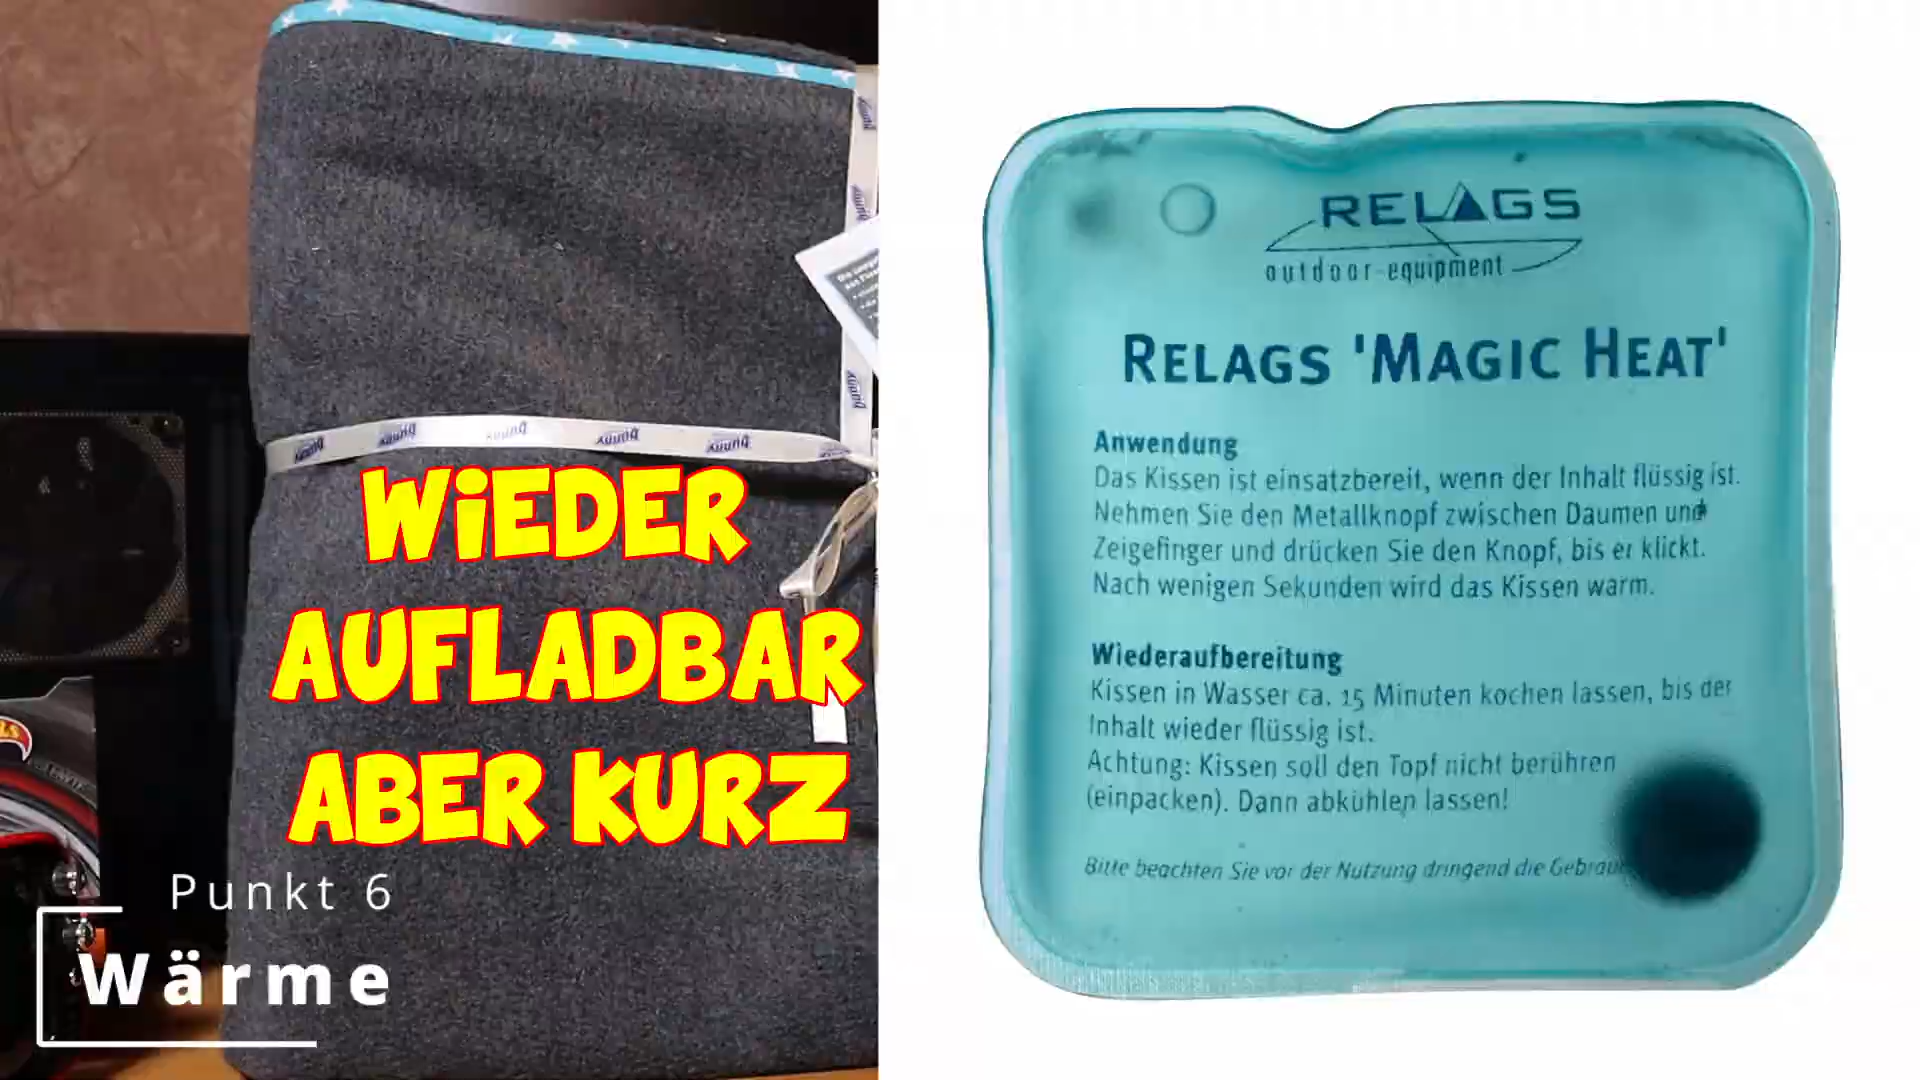 WiEDER
AUFLADBAR
ABER KURZ
Punkt 6
Wärme
RELAGS
outdoor equipment
RELAGS 'MAGIC HEAT'
Anwendung
Das Kissen ist einsatzbereit, wenn der Inhalt flüssig ist.
Nehmen Sie den Metallknopf zwischen Daumen und
Zeigefinger und drücken Sie den Knopf, bis er klickt.
Nach wenigen Sekunden wird das Kissen warm.
Wiederaufbereitung
Kissen in Wasser ca. 15 Minuten kochen lassen, bis der
Inhalt wieder flüssig ist.
Achtung: Kissen soll den Topf nicht berühren
(einpacken). Dann abkühlen lassen!
Bitte beachten Sie vor der Nutzung dringend die